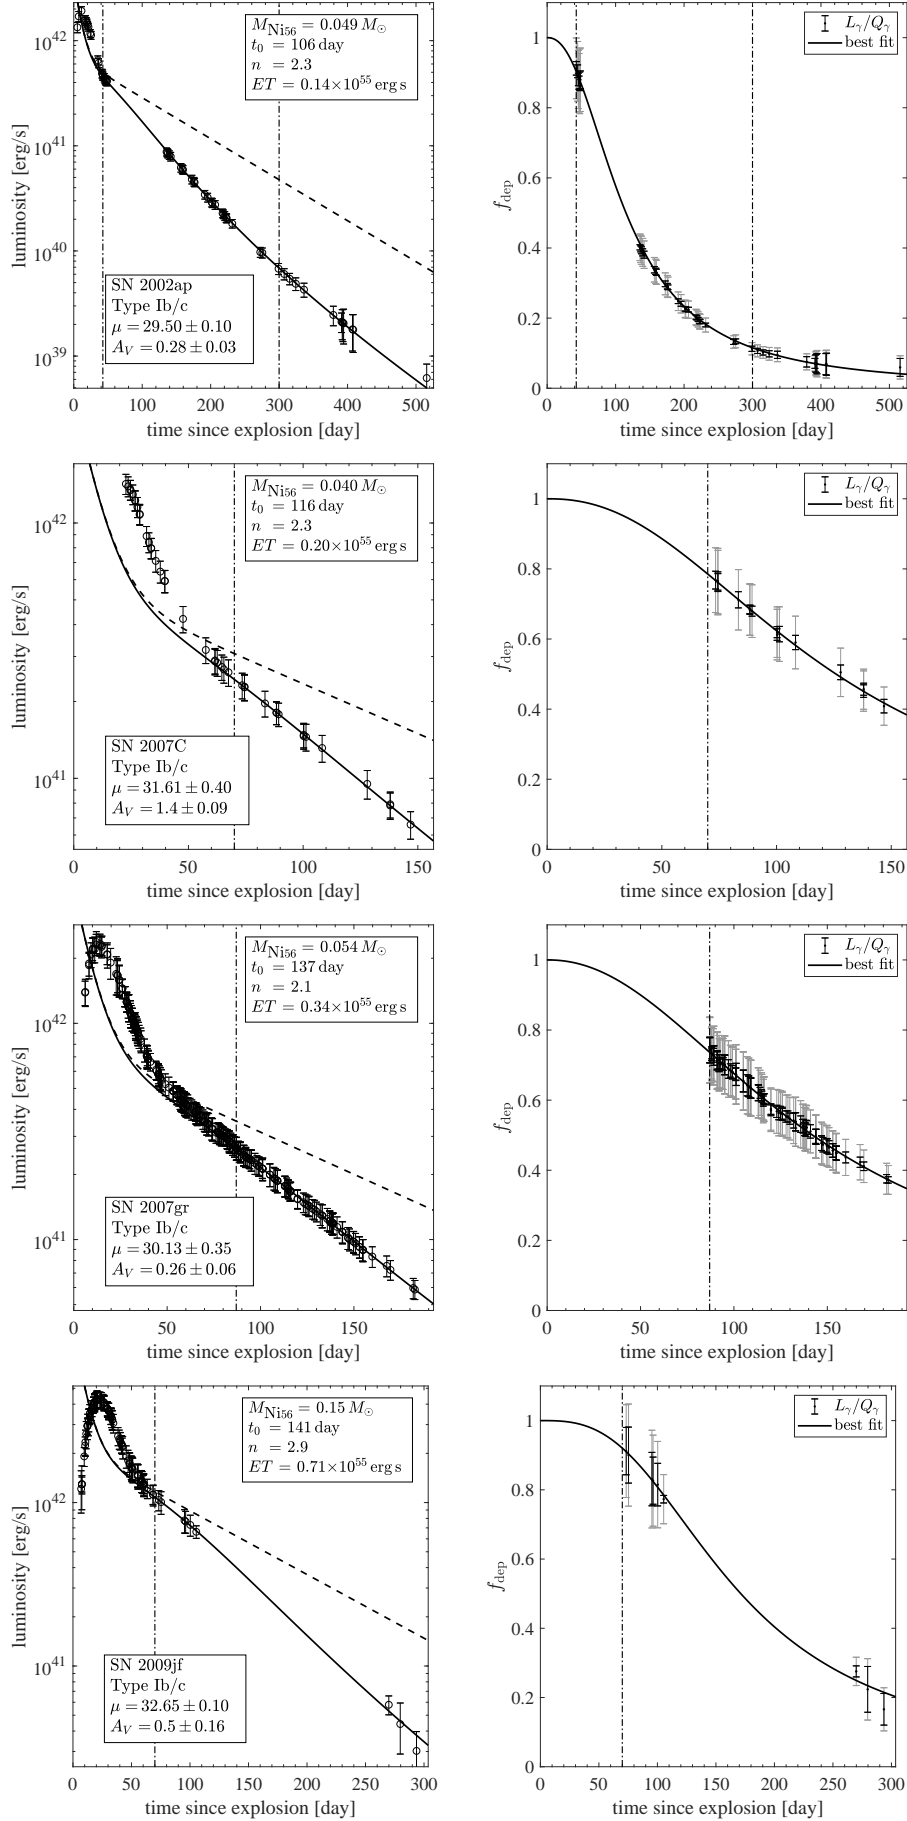 M_Ni56 = 0.049 M_⊙
t_0 = 106 day
n = 2.3
ET = 0.14×10^55 erg s
10^42
10^41
10^40
10^39
luminosity [erg/s]
SN 2002ap
Type Ib/c
μ = 29.50 ± 0.10
A_V = 0.28 ± 0.03
0 100 200 300 400 500
time since explosion [day]
L_γ/Q_γ
best fit
1
0.8
0.6
0.4
0.2
0
f_dep
0 100 200 300 400 500
time since explosion [day]
M_Ni56 = 0.040 M_⊙
t_0 = 116 day
n = 2.3
ET = 0.20×10^55 erg s
10^42
10^41
luminosity [erg/s]
SN 2007C
Type Ib/c
μ = 31.61 ± 0.40
A_V = 1.4 ± 0.09
0 50 100 150
time since explosion [day]
L_γ/Q_γ
best fit
1
0.8
0.6
0.4
0.2
0
f_dep
0 50 100 150
time since explosion [day]
M_Ni56 = 0.054 M_⊙
t_0 = 137 day
n = 2.1
ET = 0.34×10^55 erg s
10^42
10^41
luminosity [erg/s]
SN 2007gr
Type Ib/c
μ = 30.13 ± 0.35
A_V = 0.26 ± 0.06
0 50 100 150
time since explosion [day]
L_γ/Q_γ
best fit
1
0.8
0.6
0.4
0.2
0
f_dep
0 50 100 150
time since explosion [day]
M_Ni56 = 0.15 M_⊙
t_0 = 141 day
n = 2.9
ET = 0.71×10^55 erg s
10^42
10^41
luminosity [erg/s]
SN 2009jf
Type Ib/c
μ = 32.65 ± 0.10
A_V = 0.5 ± 0.16
0 50 100 150 200 250 300
time since explosion [day]
L_γ/Q_γ
best fit
1
0.8
0.6
0.4
0.2
0
f_dep
0 50 100 150 200 250 300
time since explosion [day]